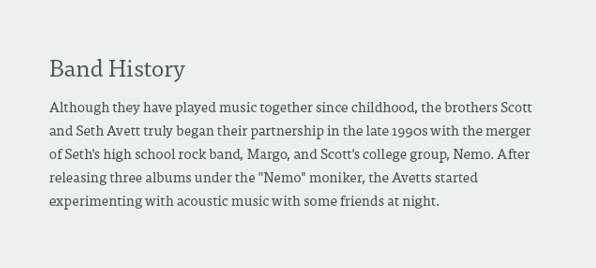 Band History
Although they have played music together since childhood, the brothers Scott
and Seth Avett truly began their partnership in the late 1990s with the merger
of Seth's high school rock band, Margo, and Scott's college group, Nemo. After
releasing three albums under the "Nemo" moniker, the Avetts started
experimenting with acoustic music with some friends at night.